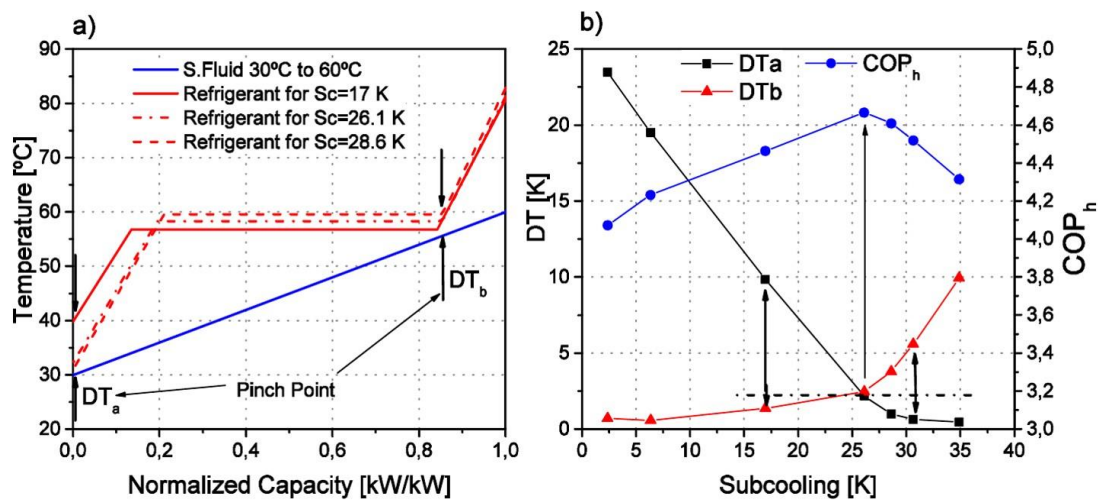 a)
90
80
70
60
50
40
30
20
0,0
0,2
0,4
0,6
0,8
1,0
Temperature [ºC]
Normalized Capacity [kW/kW]
S.Fluid 30ºC to 60ºC
Refrigerant for Sc=17 K
Refrigerant for Sc=26.1 K
Refrigerant for Sc=28.6 K
DTb
DTa
Pinch Point
b)
25
20
15
10
5
0
DT [K]
DTa
DTb
COPh
5,0
4,8
4,6
4,4
4,2
4,0
3,8
3,6
3,4
3,2
3,0
COPh
0
5
10
15
20
25
30
35
40
Subcooling [K]